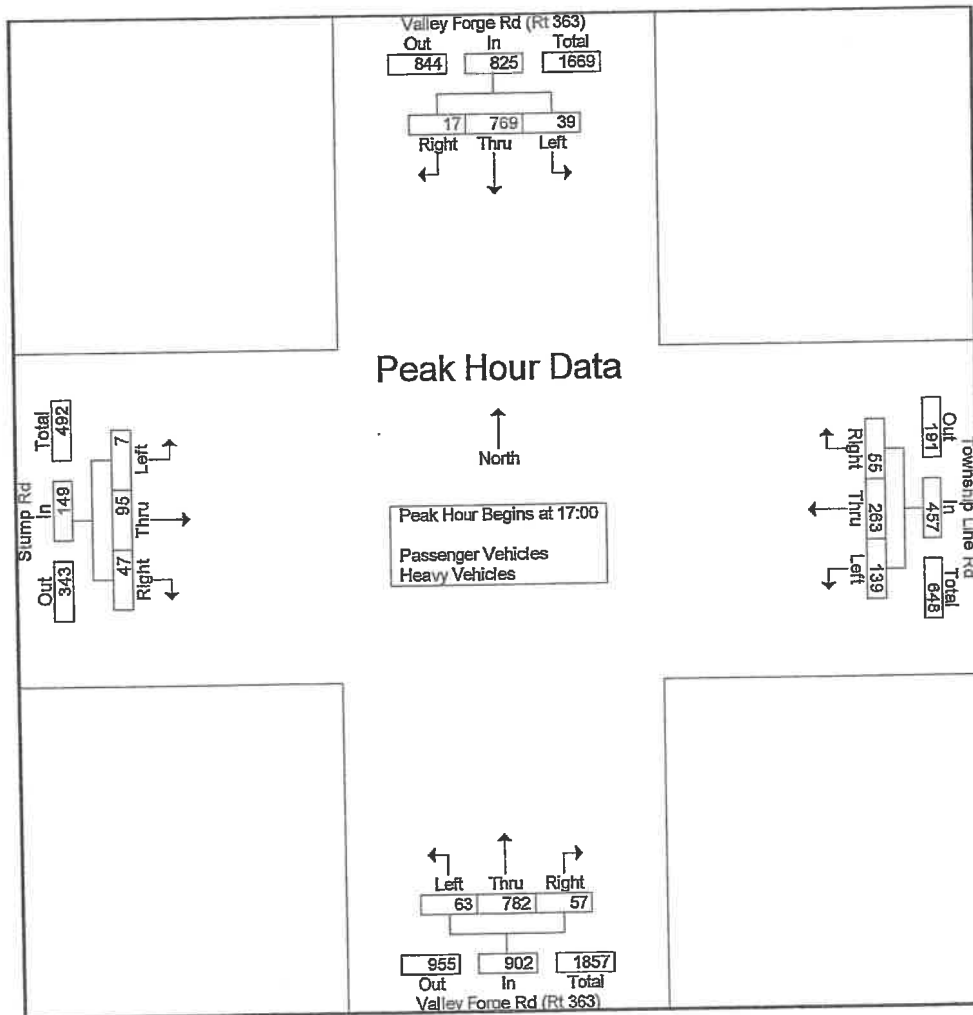 Valley Forge Rd (Rt 363)
Out In Total
844 825 1669
17 769 39
Right Thru Left
Peak Hour Data
North
Peak Hour Begins at 17:00
Passenger Vehicles
Heavy Vehicles
Stump Rd
Out In Total
343 149 492
7 95 47
Left Thru Right
Township Line Rd
Out In Total
191 457 648
55 263 139
Right Thru Left
Left Thru Right
63 782 57
955 902 1857
Out In Total
Valley Forge Rd (Rt 363)